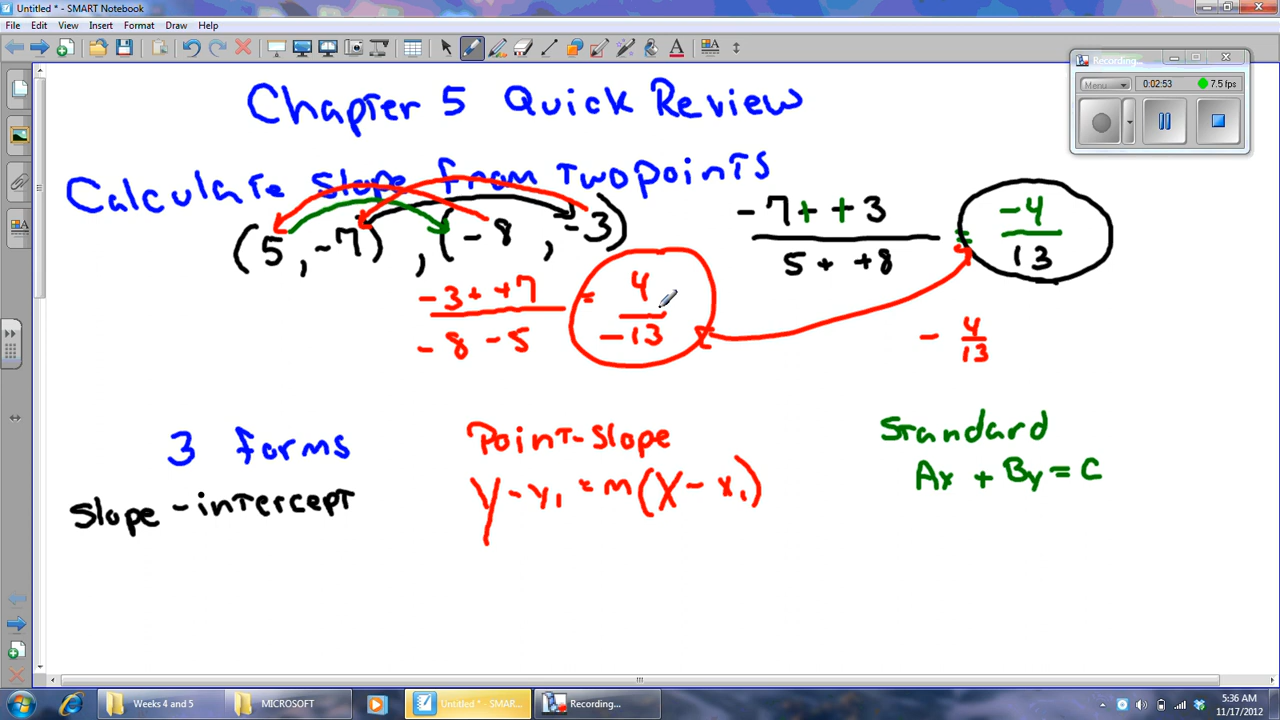 Untitled * - SMART Notebook
File Edit View Insert Format Draw Help
Recording...
Menu 00:02:53 7.5 fps
Chapter 5 Quick Review
Calculate Slope from Two points
(5, -7), (-8, -3)
-7 + +3 = -4
5 + +8 13
-3 + +7 = 4
-8 - 5 -13
- 4/13
3 forms
Slope-intercept
Point-Slope
y - y₁ = m(x - x₁)
Standard
Ax + By = C
Weeks 4 and 5 MICROSOFT Untitled * - SMAR... Recording... 5:36 AM
11/17/2012